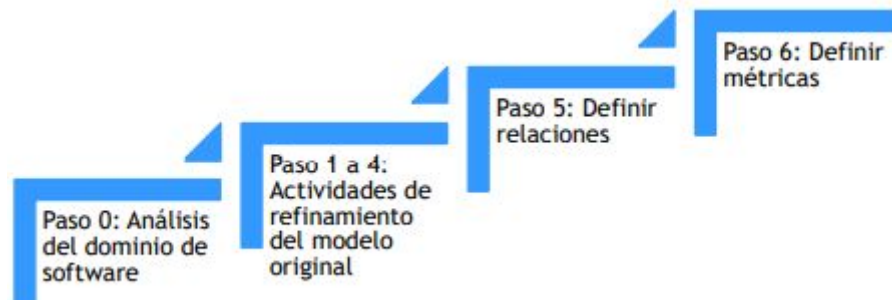 Paso 0: Análisis
del dominio de
software
Paso 1 a 4:
Actividades de
refinamiento
del modelo
original
Paso 5: Definir
relaciones
Paso 6: Definir
métricas